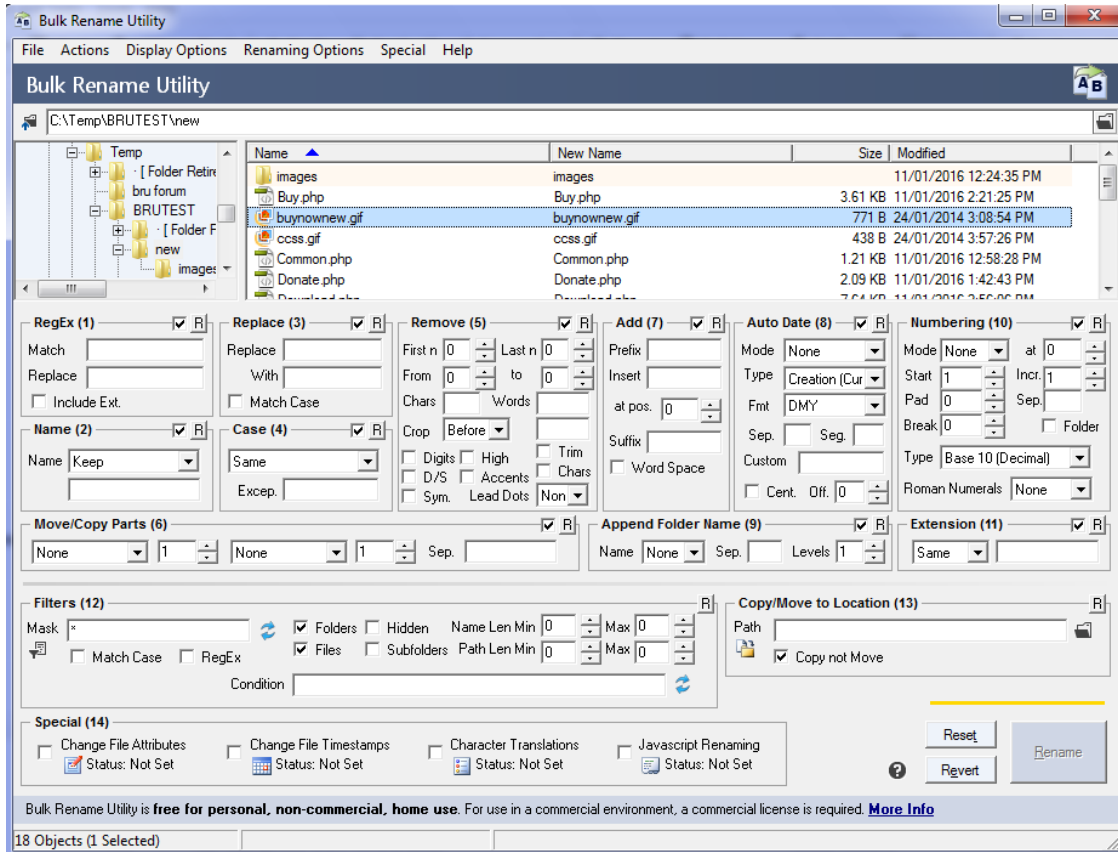 Bulk Rename Utility
File Actions Display Options Renaming Options Special Help
Bulk Rename Utility
C:\Temp\BRUTEST\new
Temp
· [ Folder Retire
bru forum
BRUTEST
· [ Folder F
new
images
Name New Name Size Modified
images images 11/01/2016 12:24:35 PM
Buy.php Buy.php 3.61 KB 11/01/2016 2:21:25 PM
buynownew.gif buynownew.gif 771 B 24/01/2014 3:08:54 PM
ccss.gif ccss.gif 438 B 24/01/2014 3:57:26 PM
Common.php Common.php 1.21 KB 11/01/2016 12:58:28 PM
Donate.php Donate.php 2.09 KB 11/01/2016 1:42:43 PM
RegEx (1) R
Match
Replace
Include Ext.
Replace (3) R
Replace
With
Match Case
Remove (5) R
First n 0 Last n 0
From 0 to 0
Chars Words
Crop Before
Digits High Trim
D/S Accents Chars
Sym. Lead Dots Non
Add (7) R
Prefix
Insert
at pos. 0
Suffix
Word Space
Auto Date (8) R
Mode None
Type Creation (Cur
Fmt DMY
Sep. Seg.
Custom
Cent. Off. 0
Numbering (10) R
Mode None at 0
Start 1 Incr. 1
Pad 0 Sep.
Break 0 Folder
Type Base 10 (Decimal)
Roman Numerals None
Name (2) R
Name Keep
Case (4) R
Same
Excep.
Move/Copy Parts (6) R
None 1 None 1 Sep.
Append Folder Name (9) R
Name None Sep. Levels 1
Extension (11) R
Same
Filters (12) R
Mask * Folders Hidden Name Len Min 0 Max 0
Match Case RegEx Files Subfolders Path Len Min 0 Max 0
Condition
Copy/Move to Location (13) R
Path
Copy not Move
Special (14)
Change File Attributes
Status: Not Set
Change File Timestamps
Status: Not Set
Character Translations
Status: Not Set
Javascript Renaming
Status: Not Set
Reset
Revert
Rename
Bulk Rename Utility is free for personal, non-commercial, home use. For use in a commercial environment, a commercial license is required. More Info
18 Objects (1 Selected)